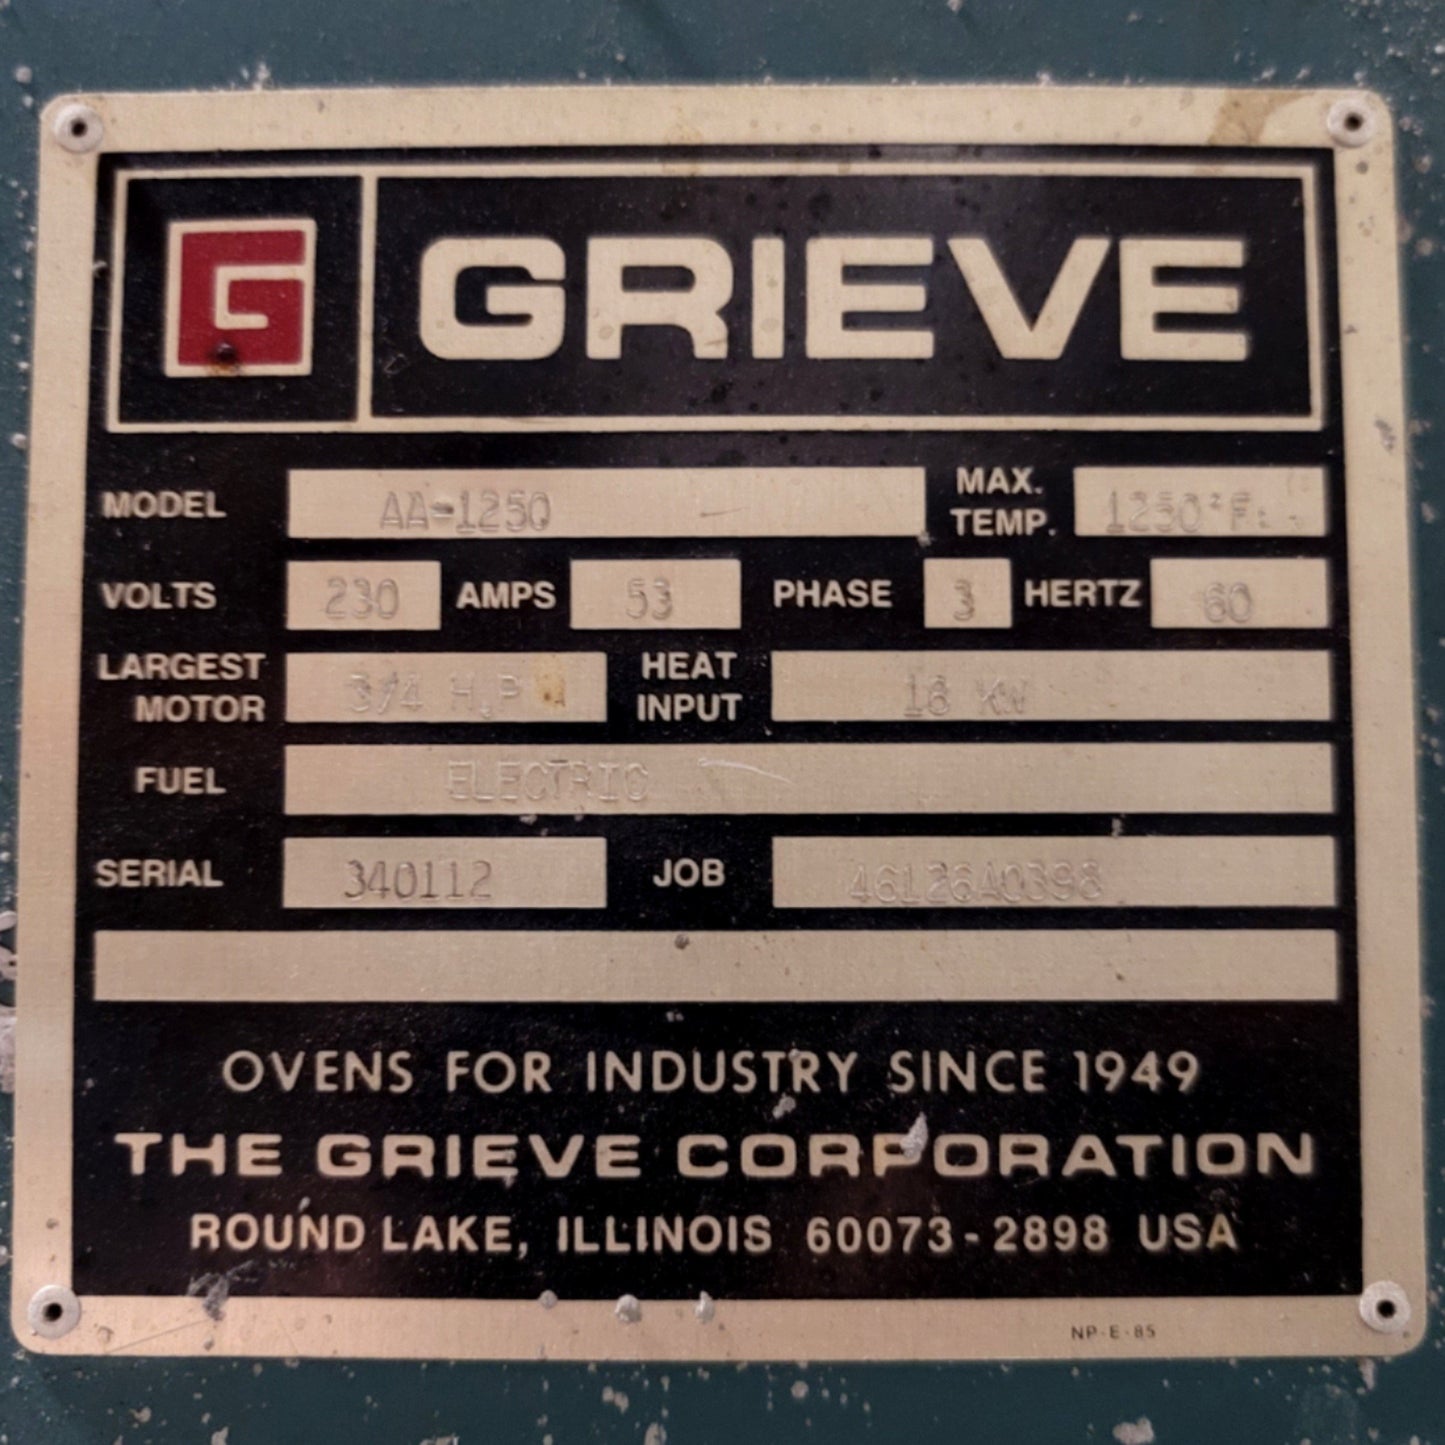 G GRIEVE
MODEL AA-1250 MAX. TEMP. 1250°F.
VOLTS 230 AMPS 53 PHASE 3 HERTZ 60
LARGEST MOTOR 3/4 H.P. HEAT INPUT 18 KW
FUEL ELECTRIC
SERIAL 340112 JOB 46126A0398
OVENS FOR INDUSTRY SINCE 1949
THE GRIEVE CORPORATION
ROUND LAKE, ILLINOIS 60073-2898 USA
NP-E-85